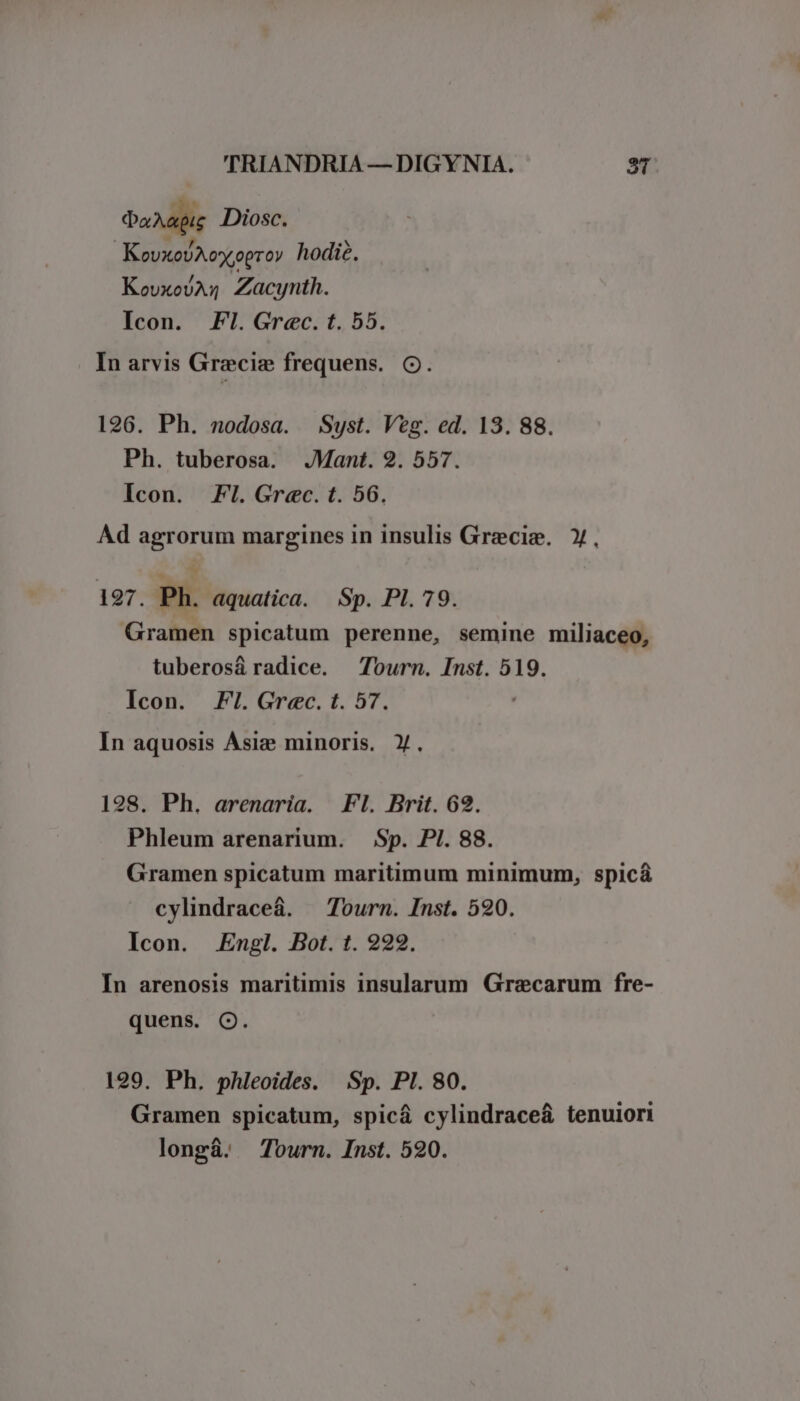 TRIANDRIA — DIGYNIA. 37
Φαλαρις Diosc.
Κουκουλοχορτον hodiè.
Κουκουλη Zacynth.
Icon. Fl. Græc. t. 55.
In arvis Græciæ frequens. ☉.
126. Ph. nodosa. Syst. Veg. ed. 13. 88.
Ph. tuberosa. Mant. 2. 557.
Icon. Fl. Græc. t. 56.
Ad agrorum margines in insulis Græciæ. ♃.
127. Ph. aquatica. Sp. Pl. 79.
Gramen spicatum perenne, semine miliaceo,
tuberosâ radice. Tourn. Inst. 519.
Icon. Fl. Græc. t. 57.
In aquosis Asiæ minoris. ♃.
128. Ph. arenaria. Fl. Brit. 62.
Phleum arenarium. Sp. Pl. 88.
Gramen spicatum maritimum minimum, spicâ
cylindraceâ. Tourn. Inst. 520.
Icon. Engl. Bot. t. 222.
In arenosis maritimis insularum Græcarum fre-
quens. ☉.
129. Ph. phleoides. Sp. Pl. 80.
Gramen spicatum, spicâ cylindraceâ tenuiori
longâ. Tourn. Inst. 520.